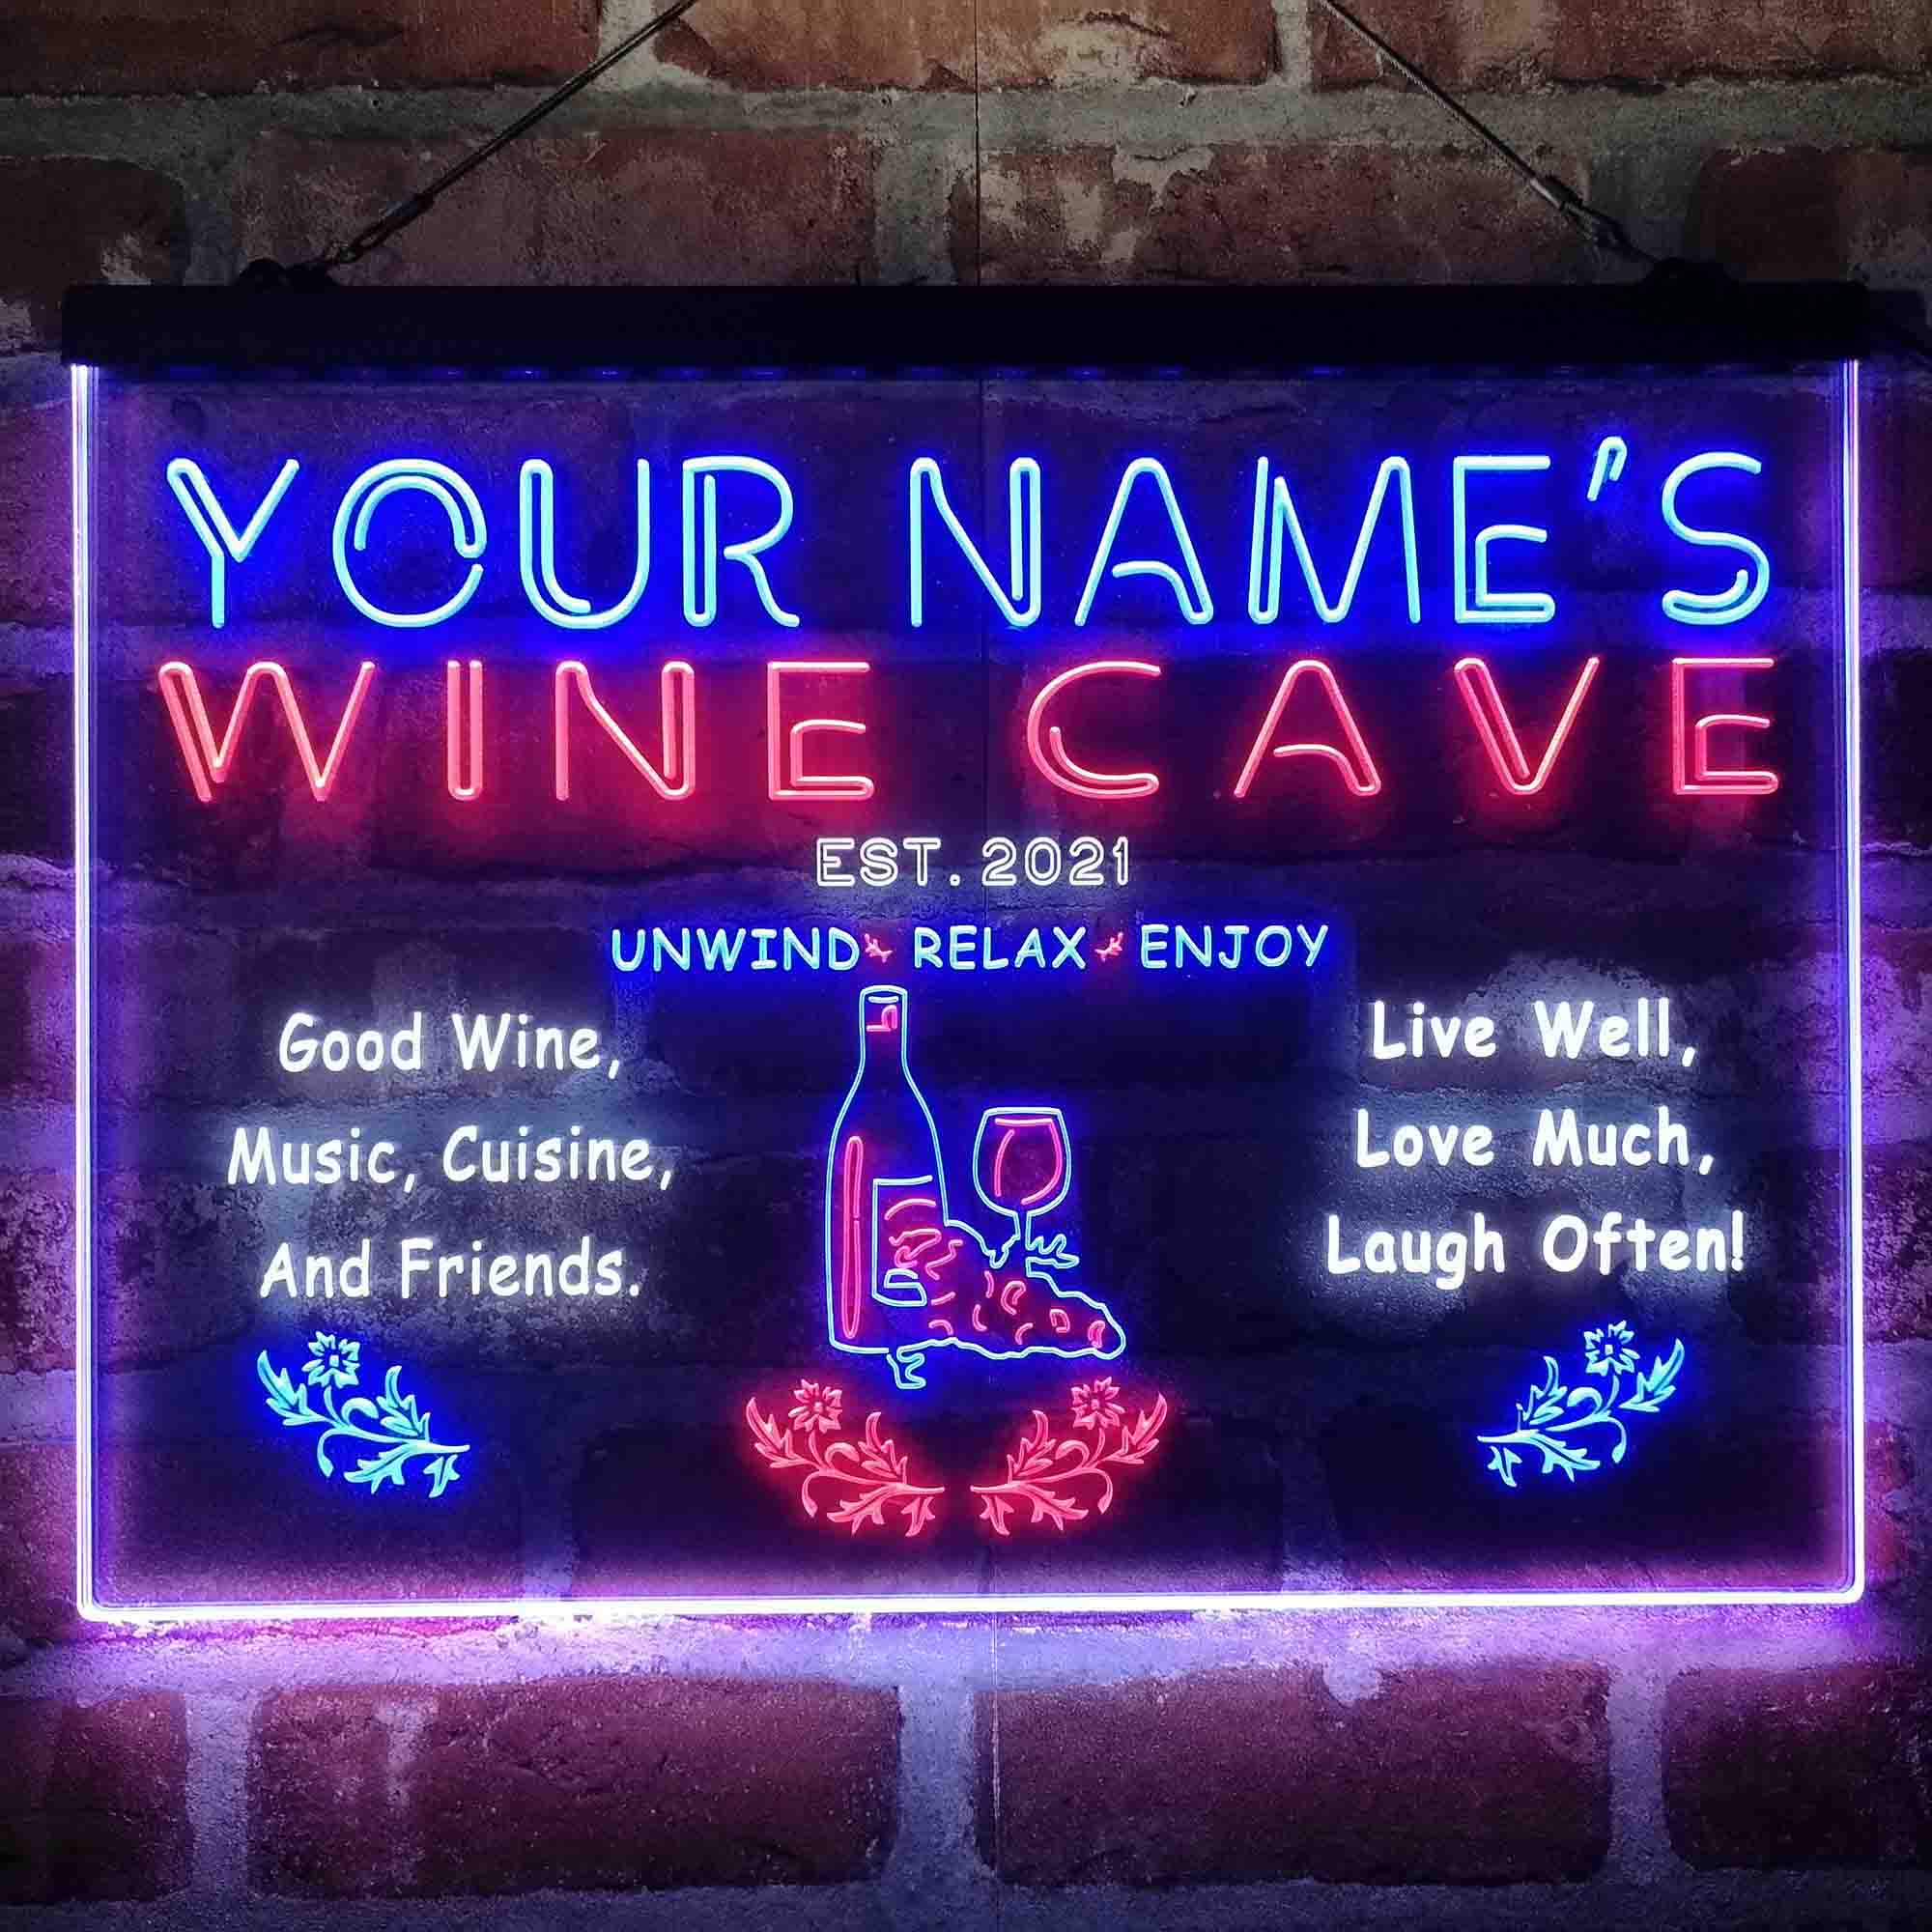 YOUR NAME'S
WINE CAVE
EST. 2021
UNWIND RELAX ENJOY
Good Wine,
Music, Cuisine,
And Friends.
Live Well,
Love Much,
Laugh Often!